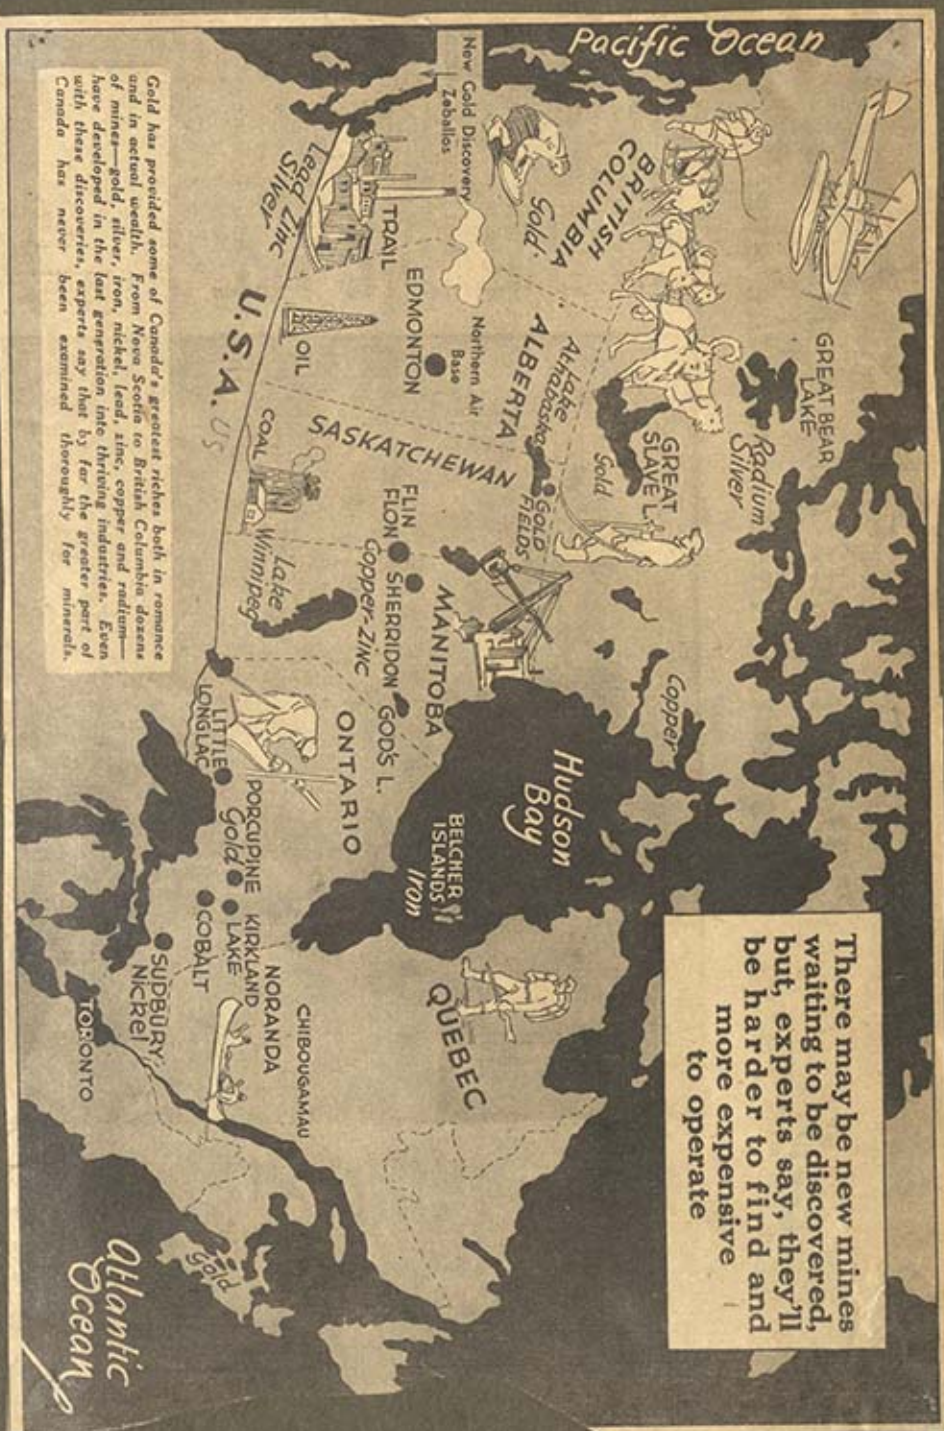 Pacific Ocean
There may be new mines
waiting to be discovered,
but, experts say, they'll
be harder to find and
more expensive
to operate
GREAT BEAR
LAKE
Radium
Silver
GREAT
SLAVE L.
Gold
Copper
BRITISH
COLUMBIA
Gold
New Gold Discovery
Zeballos
Lake
Athabaska
GOLD
FIELDS
ALBERTA
Northern Air
Base
EDMONTON
TRAIL
Lead Zinc
Silver
OIL
SASKATCHEWAN
COAL
U.S.A.
US
FLIN
FLON
SHERRIDON
Copper-Zinc
MANITOBA
GOD'S L.
Lake
Winnipeg
Hudson
Bay
BELCHER
ISLANDS
Iron
ONTARIO
LITTLE
LONGLAC
PORCUPINE
Gold
KIRKLAND
LAKE
COBALT
SUDBURY
Nickel
NORANDA
CHIBOUGAMAU
QUEBEC
TORONTO
Gold
Atlantic
Ocean
Gold has provided some of Canada's greatest riches both in romance
and in actual wealth. From Nova Scotia to British Columbia dozens
of mines—gold, silver, iron, nickel, lead, zinc, copper and radium—
have developed in the last generation into thriving industries. Even
with these discoveries, experts say that by far the greater part of
Canada has never been examined thoroughly for minerals.